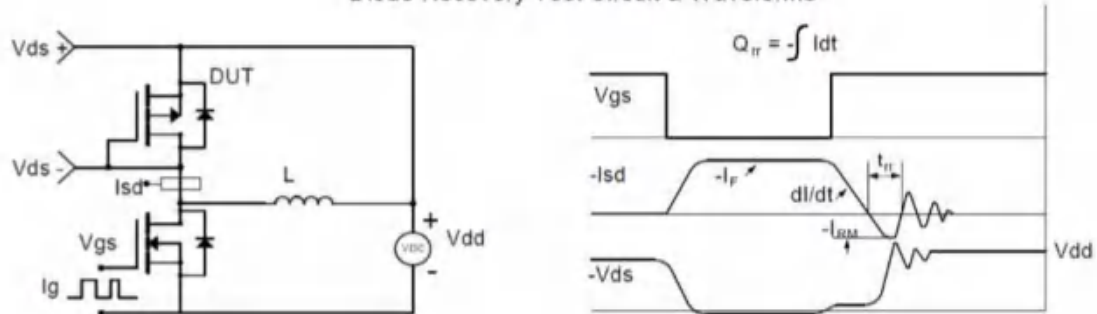 Vds +
DUT
Vds -
Isd
L
Vgs
Ig
VDC
+
Vdd
-
Qrr = -∫ Idt
Vgs
-Isd
-IF
trr
dI/dt
-IRM
Vdd
-Vds